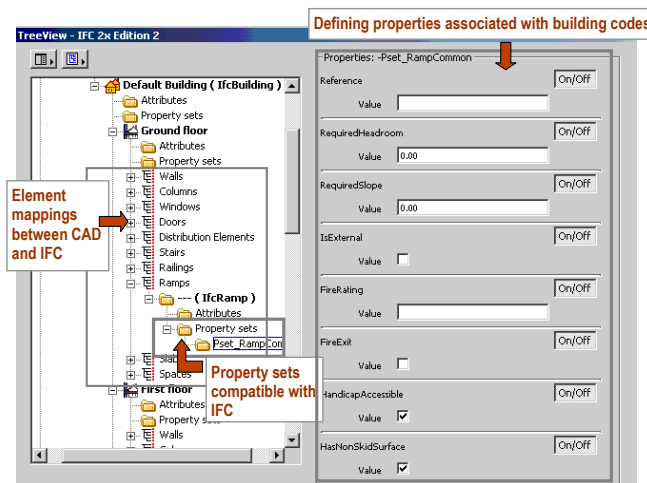 Defining properties associated with building codes
TreeView - IFC 2x Edition 2
Default Building ( IfcBuilding )
Attributes
Property sets
Ground floor
Attributes
Property sets
Walls
Columns
Windows
Doors
Distribution Elements
Stairs
Railings
Ramps
--- ( IfcRamp )
Attributes
Property sets
Pset_RampCon
Spaces
First floor
Attributes
Walls
Element
mappings
between CAD
and IFC
Property sets
compatible with
IFC
Properties: -Pset_RampCommon
Reference On/Off
Value
RequiredHeadroom On/Off
Value 0.00
RequiredSlope On/Off
Value 0.00
IsExternal On/Off
Value
FireRating On/Off
Value
FireExit On/Off
Value
HandicapAccessible On/Off
Value
HasNonSkidSurface On/Off
Value